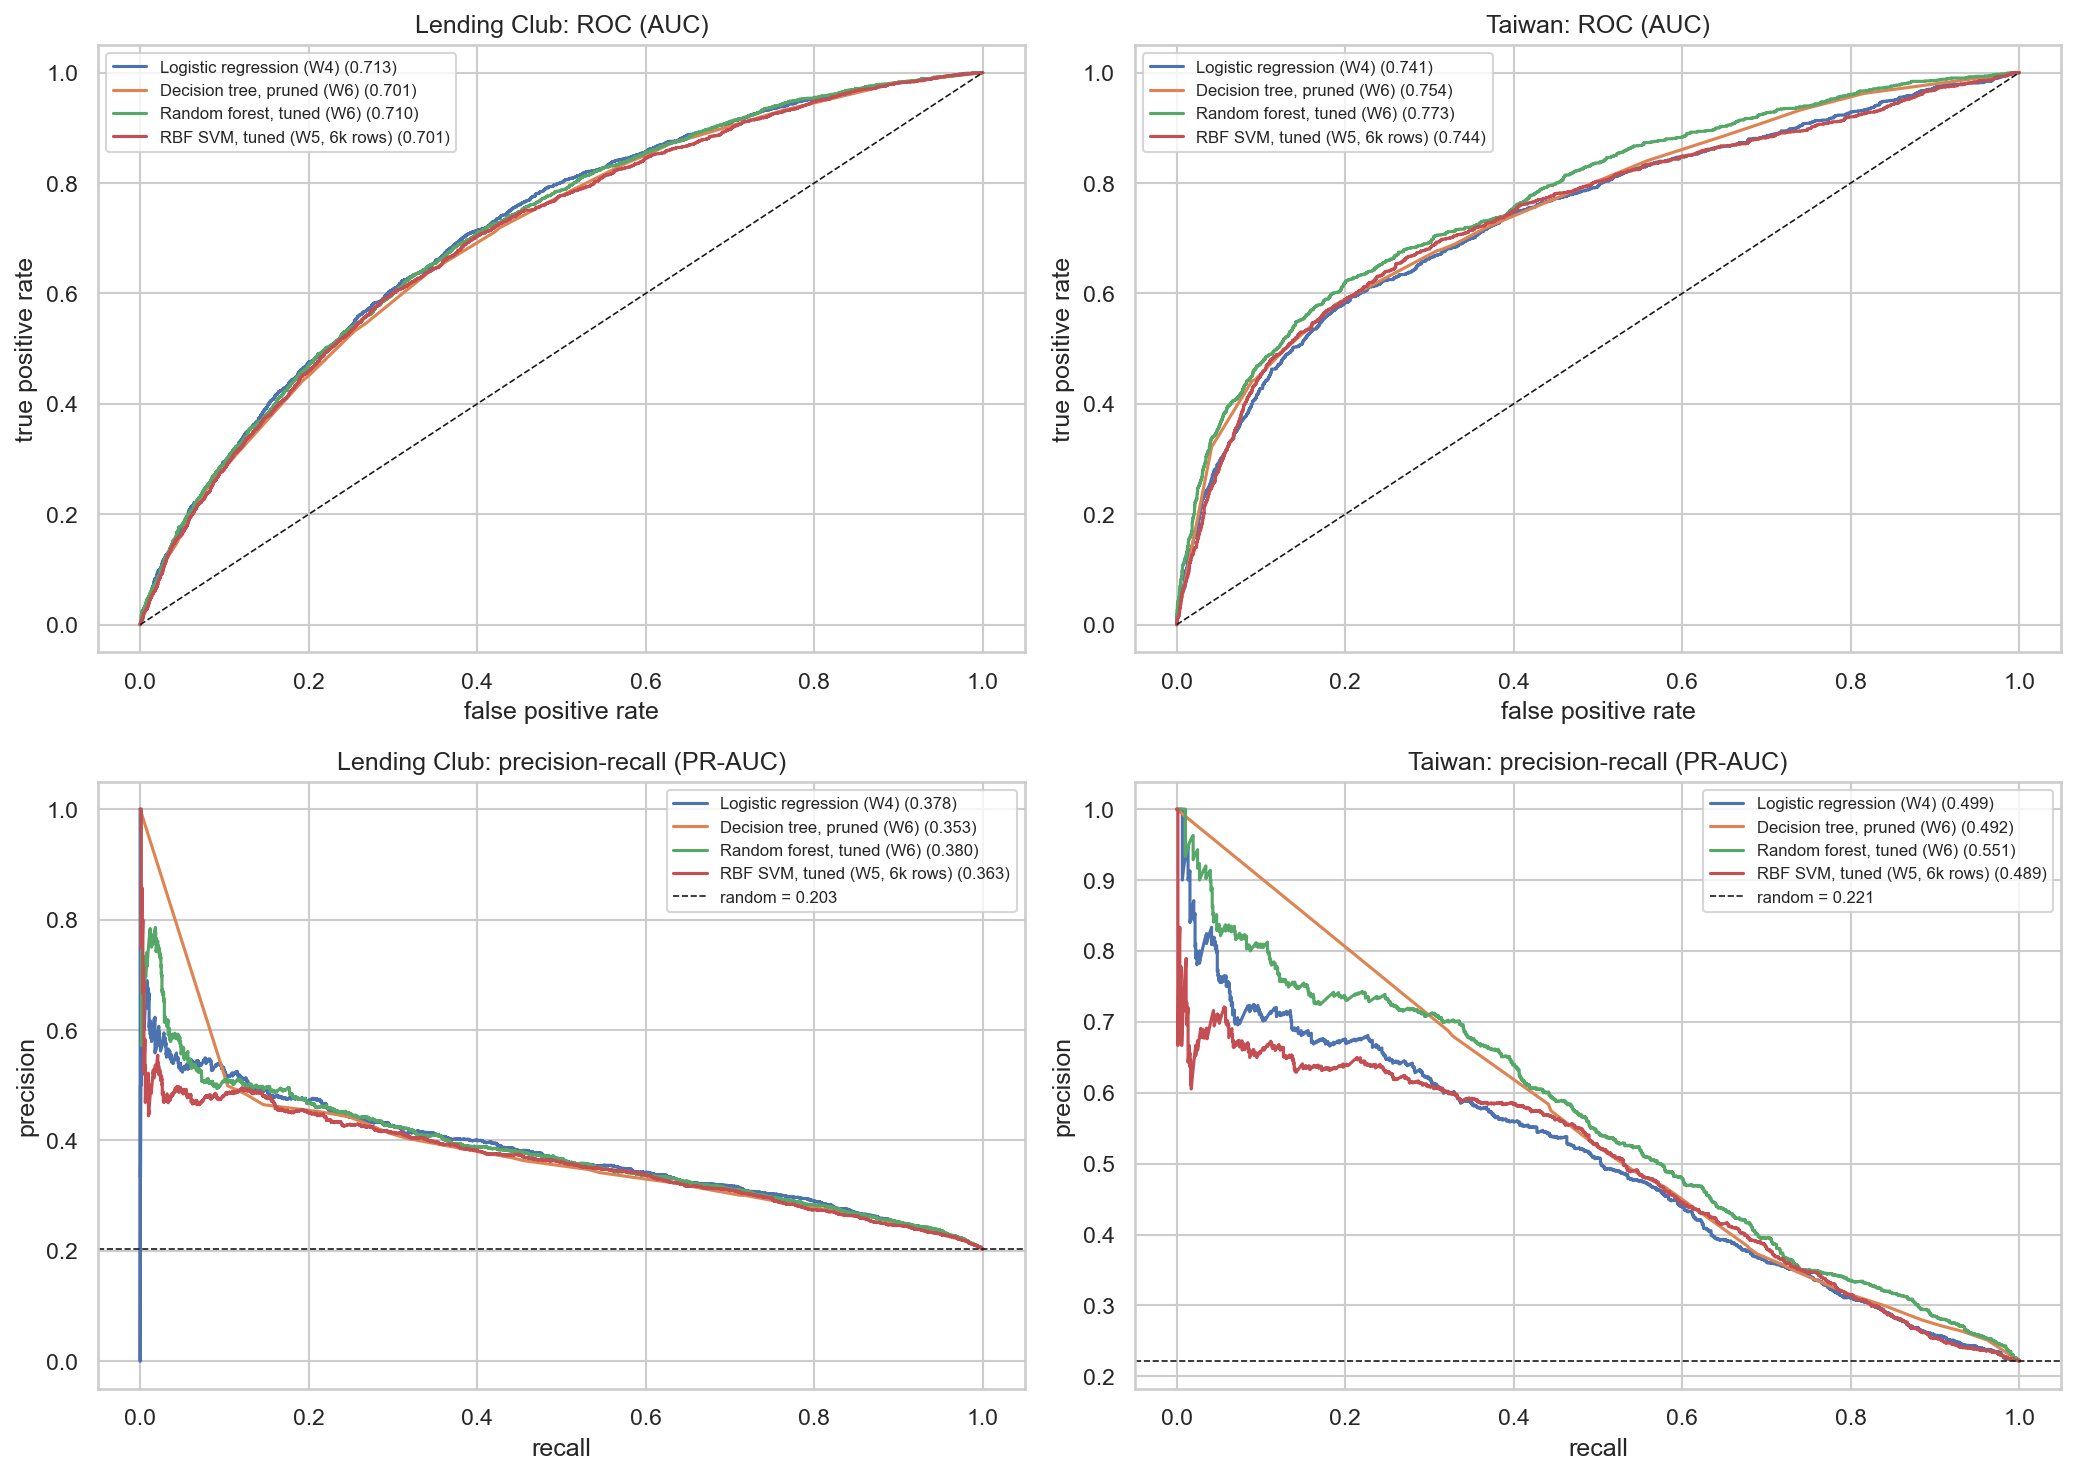 Lending Club: ROC (AUC)
Logistic regression (W4) (0.713)
Decision tree, pruned (W6) (0.701)
Random forest, tuned (W6) (0.710)
RBF SVM, tuned (W5, 6k rows) (0.701)
true positive rate
1.0
0.8
0.6
0.4
0.2
0.0
0.0 0.2 0.4 0.6 0.8 1.0
false positive rate
Taiwan: ROC (AUC)
Logistic regression (W4) (0.741)
Decision tree, pruned (W6) (0.754)
Random forest, tuned (W6) (0.773)
RBF SVM, tuned (W5, 6k rows) (0.744)
true positive rate
1.0
0.8
0.6
0.4
0.2
0.0
0.0 0.2 0.4 0.6 0.8 1.0
false positive rate
Lending Club: precision-recall (PR-AUC)
Logistic regression (W4) (0.378)
Decision tree, pruned (W6) (0.353)
Random forest, tuned (W6) (0.380)
RBF SVM, tuned (W5, 6k rows) (0.363)
random = 0.203
precision
1.0
0.8
0.6
0.4
0.2
0.0
0.0 0.2 0.4 0.6 0.8 1.0
recall
Taiwan: precision-recall (PR-AUC)
Logistic regression (W4) (0.499)
Decision tree, pruned (W6) (0.492)
Random forest, tuned (W6) (0.551)
RBF SVM, tuned (W5, 6k rows) (0.489)
random = 0.221
precision
1.0
0.9
0.8
0.7
0.6
0.5
0.4
0.3
0.2
0.0 0.2 0.4 0.6 0.8 1.0
recall